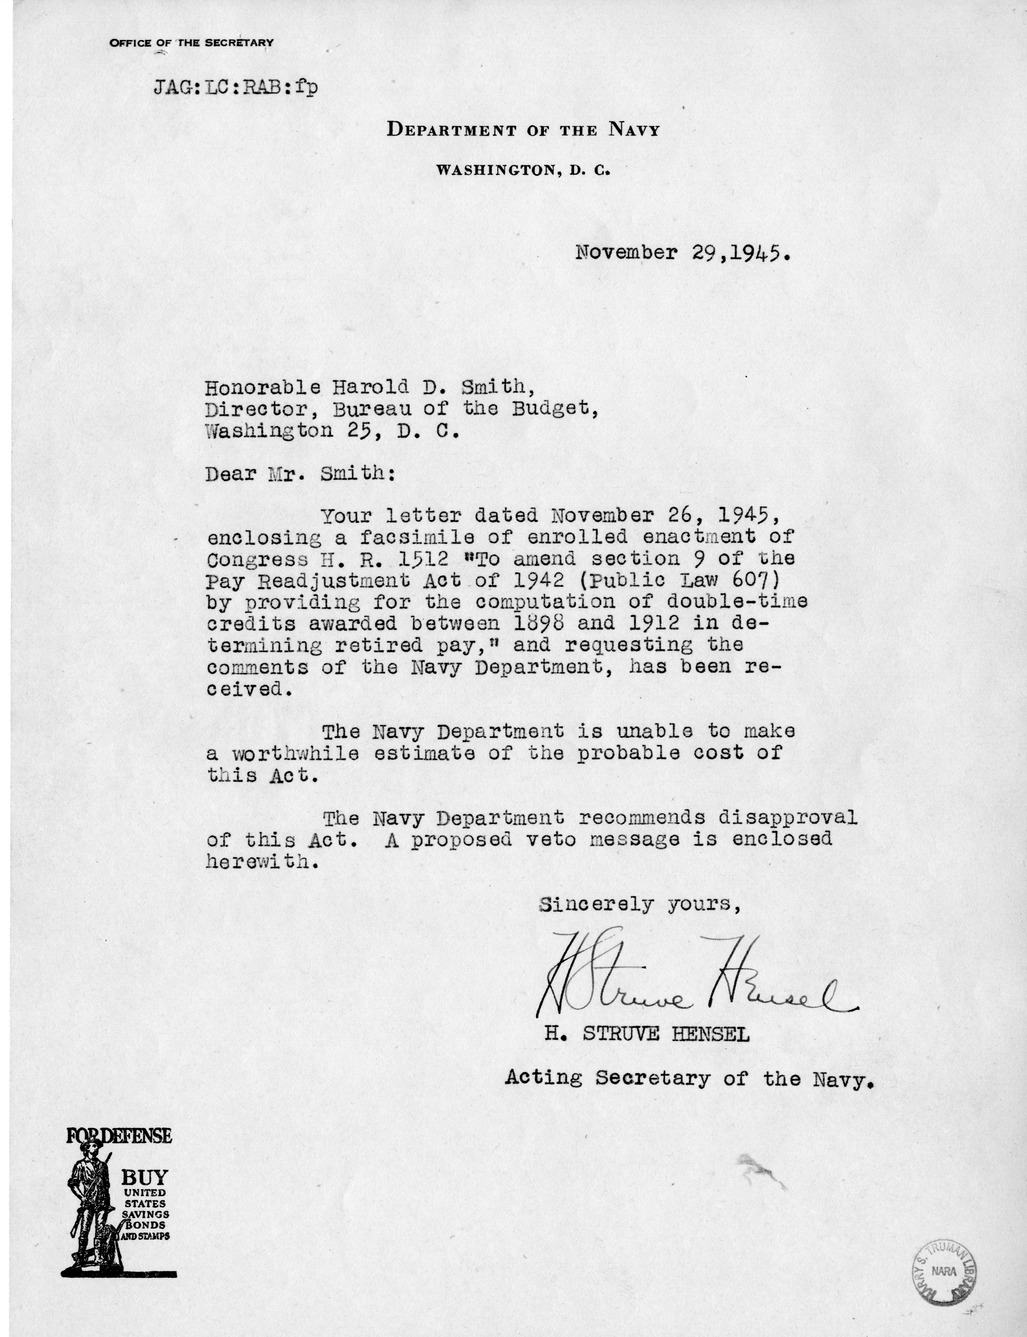 OFFICE OF THE SECRETARY
JAG:LC:RAB:fp
DEPARTMENT OF THE NAVY
WASHINGTON, D. C.
November 29,1945.
Honorable Harold D. Smith,
Director, Bureau of the Budget,
Washington 25, D. C.
Dear Mr. Smith:
Your letter dated November 26, 1945,
enclosing a facsimile of enrolled enactment of
Congress H. R. 1512 "To amend section 9 of the
Pay Readjustment Act of 1942 (Public Law 607)
by providing for the computation of double-time
credits awarded between 1898 and 1912 in de-
termining retired pay," and requesting the
comments of the Navy Department, has been re-
ceived.
The Navy Department is unable to make
a worthwhile estimate of the probable cost of
this Act.
The Navy Department recommends disapproval
of this Act. A proposed veto message is enclosed
herewith.
Sincerely yours,
H Struve Hensel
H. STRUVE HENSEL
Acting Secretary of the Navy.
FOR DEFENSE
BUY
UNITED
STATES
SAVINGS
BONDS
AND STAMPS
HARRY S. TRUMAN LIBRARY
NARA